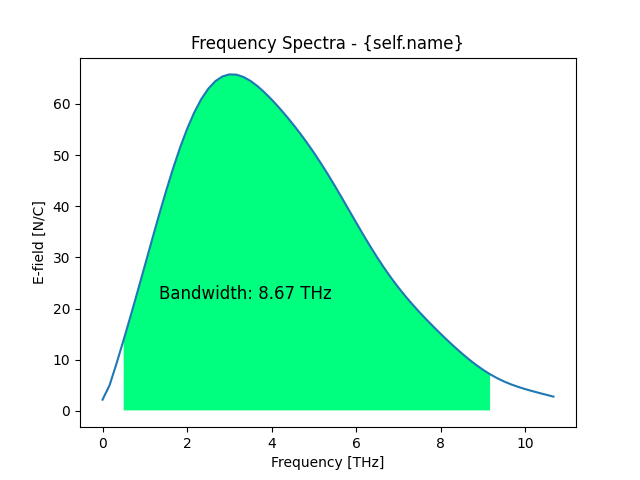 Frequency Spectra - {self.name}
E-field [N/C]
60
50
40
30
20
10
0
Bandwidth: 8.67 THz
0 2 4 6 8 10
Frequency [THz]